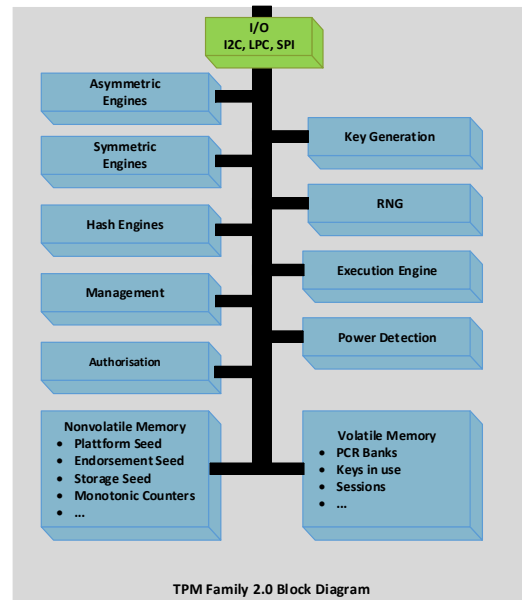 I/O
I2C, LPC, SPI
Asymmetric
Engines
Symmetric
Engines
Hash Engines
Management
Authorisation
Key Generation
RNG
Execution Engine
Power Detection
Nonvolatile Memory
• Plattform Seed
• Endorsement Seed
• Storage Seed
• Monotonic Counters
• ...
Volatile Memory
• PCR Banks
• Keys in use
• Sessions
• ...
TPM Family 2.0 Block Diagram